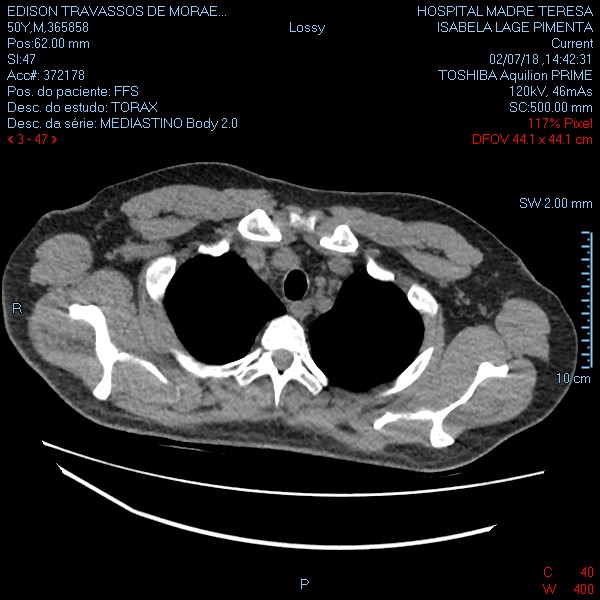 EDISON TRAVASSOS DE MORAE...
50Y,M,365858
Pos:62.00 mm
SI:47
Acc#: 372178
Pos. do paciente: FFS
Desc. do estudo: TORAX
Desc. da série: MEDIASTINO Body 2.0
< 3 - 47 >
Lossy
HOSPITAL MADRE TERESA
ISABELA LAGE PIMENTA
Current
02/07/18 ,14:42:31
TOSHIBA Aquilion PRIME
120kV, 46mAs
SC:500.00 mm
117% Pixel
DFOV 44.1 x 44.1 cm
SW 2.00 mm
R
10 cm
P
C 40
W 400